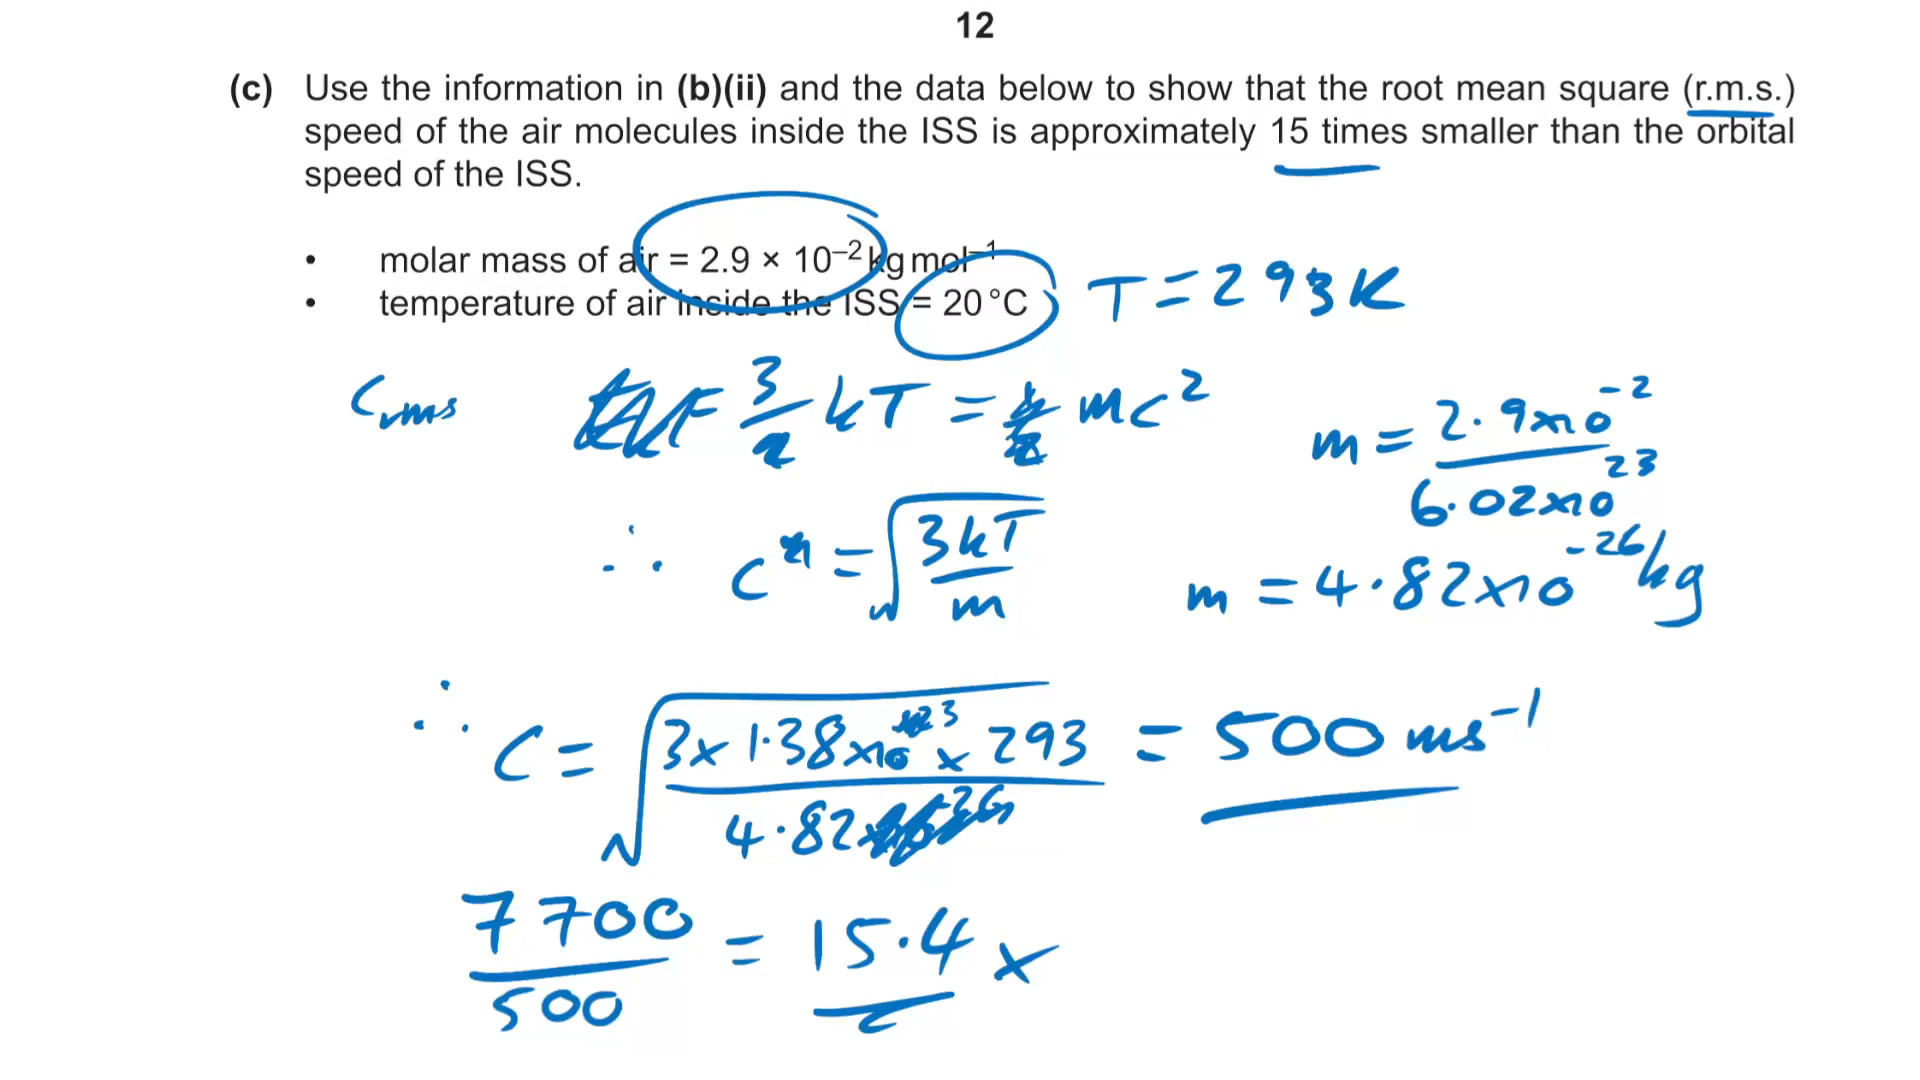 12
(c) Use the information in (b)(ii) and the data below to show that the root mean square (r.m.s.)
speed of the air molecules inside the ISS is approximately 15 times smaller than the orbital
speed of the ISS.
• molar mass of air = 2.9 × 10⁻² kg mol⁻¹
• temperature of air inside the ISS = 20 °C
T = 293 K
Crms
3/2 kT = 1/2 mc²
m = 2.9×10⁻² / 6.02×10²³
∴ c = √(3kT/m)
m = 4.82×10⁻²⁶ kg
∴ C = √(3 × 1.38×10⁻²³ × 293 / 4.82×10⁻²⁶) = 500 ms⁻¹
7700/500 = 15.4 ×